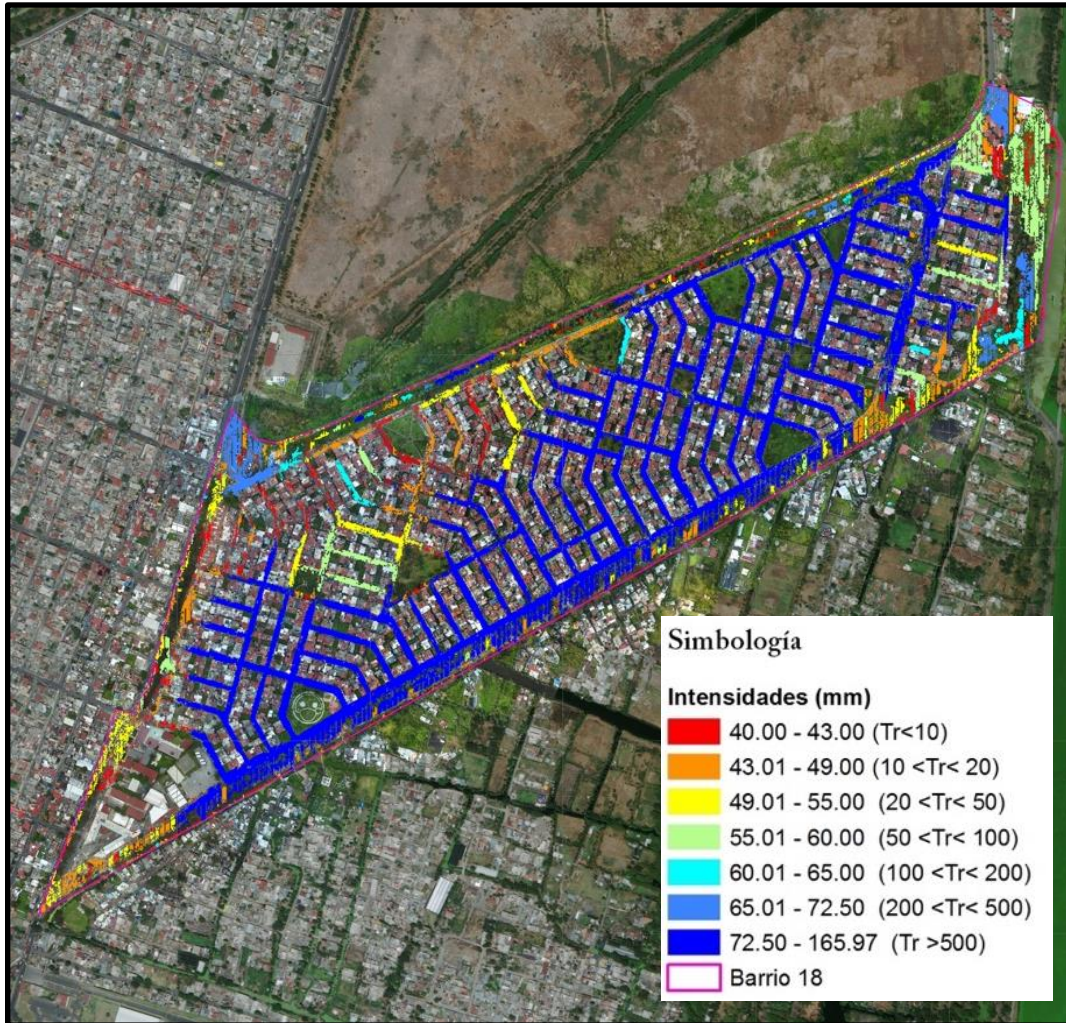 Simbología
Intensidades (mm)
40.00 - 43.00 (Tr<10)
43.01 - 49.00 (10 <Tr< 20)
49.01 - 55.00 (20 <Tr< 50)
55.01 - 60.00 (50 <Tr< 100)
60.01 - 65.00 (100 <Tr< 200)
65.01 - 72.50 (200 <Tr< 500)
72.50 - 165.97 (Tr >500)
Barrio 18